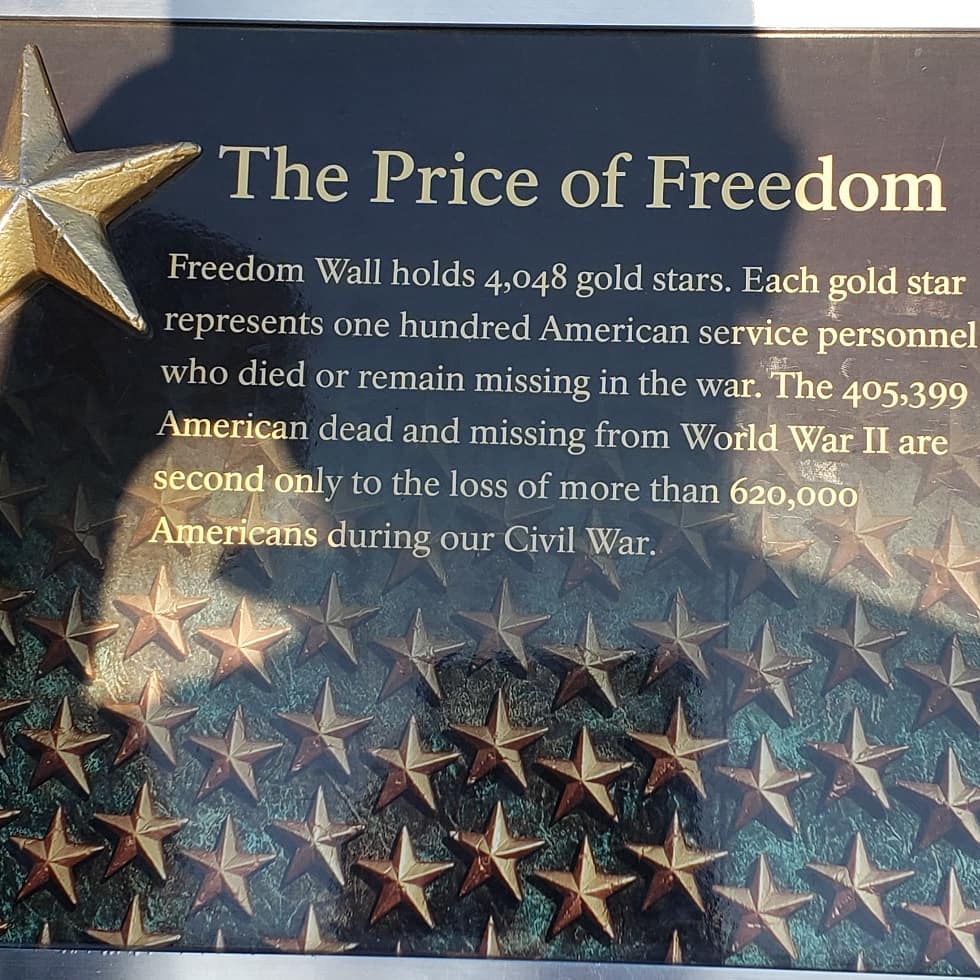 The Price of Freedom
Freedom Wall holds 4,048 gold stars. Each gold star
represents one hundred American service personnel
who died or remain missing in the war. The 405,399
American dead and missing from World War II are
second only to the loss of more than 620,000
Americans during our Civil War.